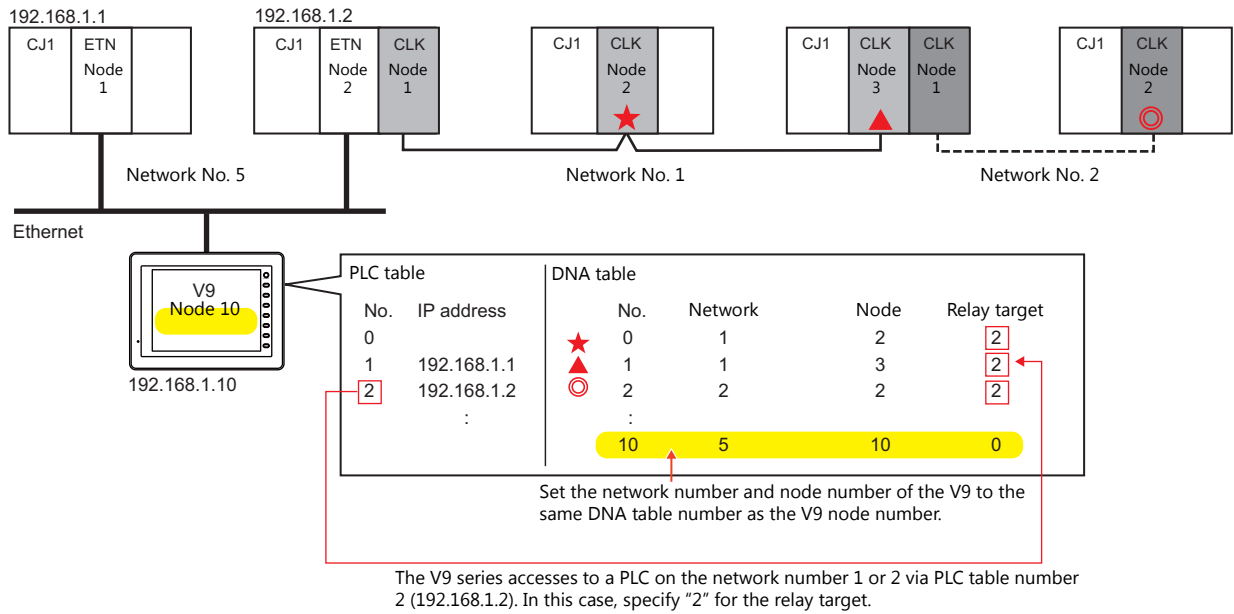 192.168.1.1
192.168.1.2
CJ1 ETN CJ1 ETN CLK CJ1 CLK CJ1 CLK CLK CJ1 CLK
Node Node Node Node Node Node Node
1 2 1 2 3 1 2
Network No. 5
Network No. 1
Network No. 2
Ethernet
V9
Node 10
192.168.1.10
PLC table
No. IP address
0
1 192.168.1.1
2 192.168.1.2
:
DNA table
No. Network Node Relay target
0 1 2 2
1 1 3 2
2 2 2 2
:
10 5 10 0
Set the network number and node number of the V9 to the
same DNA table number as the V9 node number.
The V9 series accesses to a PLC on the network number 1 or 2 via PLC table number
2 (192.168.1.2). In this case, specify “2” for the relay target.